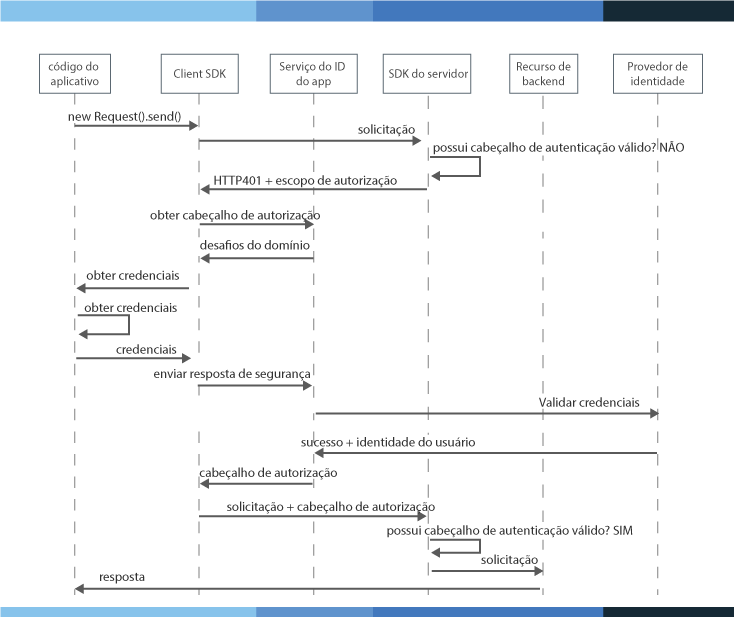 código do
aplicativo
Client SDK
Serviço do ID
do app
SDK do servidor
Recurso de
backend
Provedor de
identidade
new Request().send()
solicitação
possui cabeçalho de autenticação válido? NÃO
HTTP401 + escopo de autorização
obter cabeçalho de autorização
desafios do domínio
obter credenciais
obter credenciais
credenciais
enviar resposta de segurança
Validar credenciais
sucesso + identidade do usuário
cabeçalho de autorização
solicitação + cabeçalho de autorização
possui cabeçalho de autenticação válido? SIM
solicitação
resposta